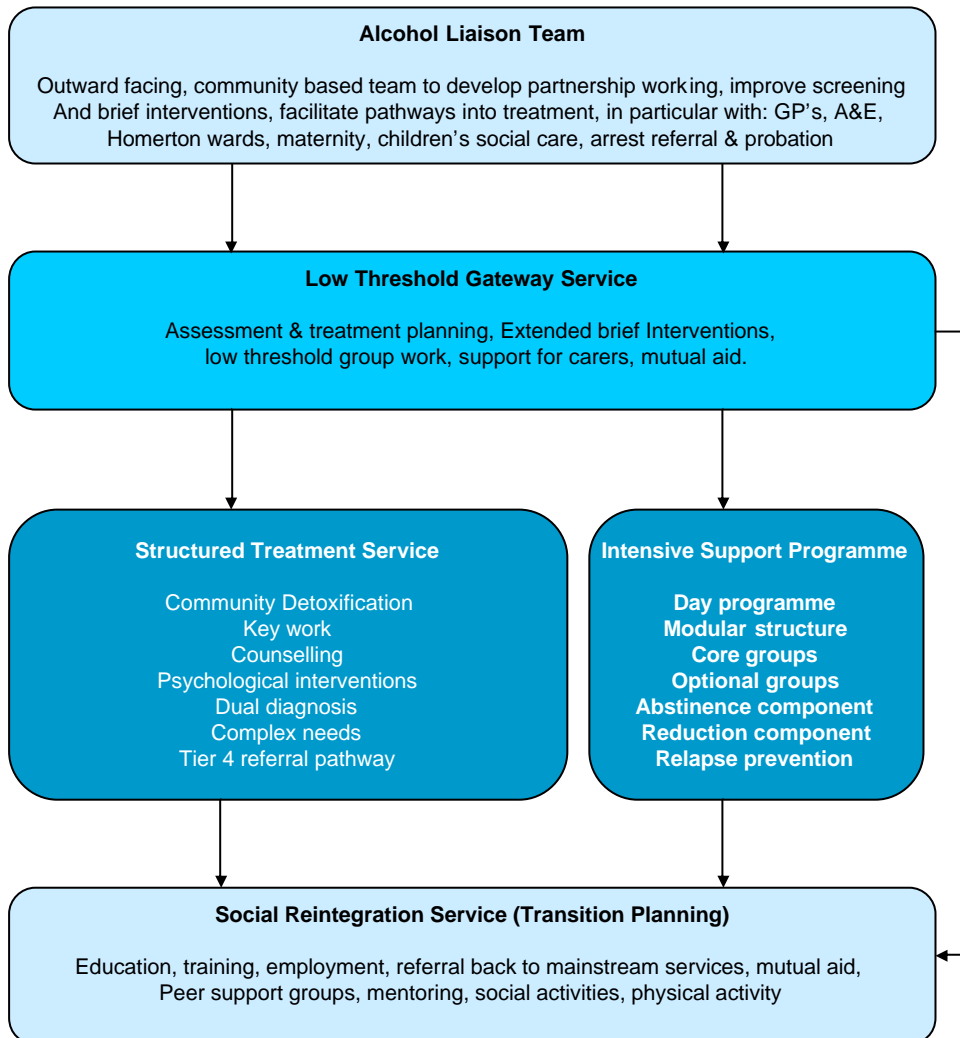 Alcohol Liaison Team
Outward facing, community based team to develop partnership working, improve screening
And brief interventions, facilitate pathways into treatment, in particular with: GP's, A&E,
Homerton wards, maternity, children's social care, arrest referral & probation
Low Threshold Gateway Service
Assessment & treatment planning, Extended brief Interventions,
low threshold group work, support for carers, mutual aid.
Structured Treatment Service
Community Detoxification
Key work
Counselling
Psychological interventions
Dual diagnosis
Complex needs
Tier 4 referral pathway
Intensive Support Programme
Day programme
Modular structure
Core groups
Optional groups
Abstinence component
Reduction component
Relapse prevention
Social Reintegration Service (Transition Planning)
Education, training, employment, referral back to mainstream services, mutual aid,
Peer support groups, mentoring, social activities, physical activity